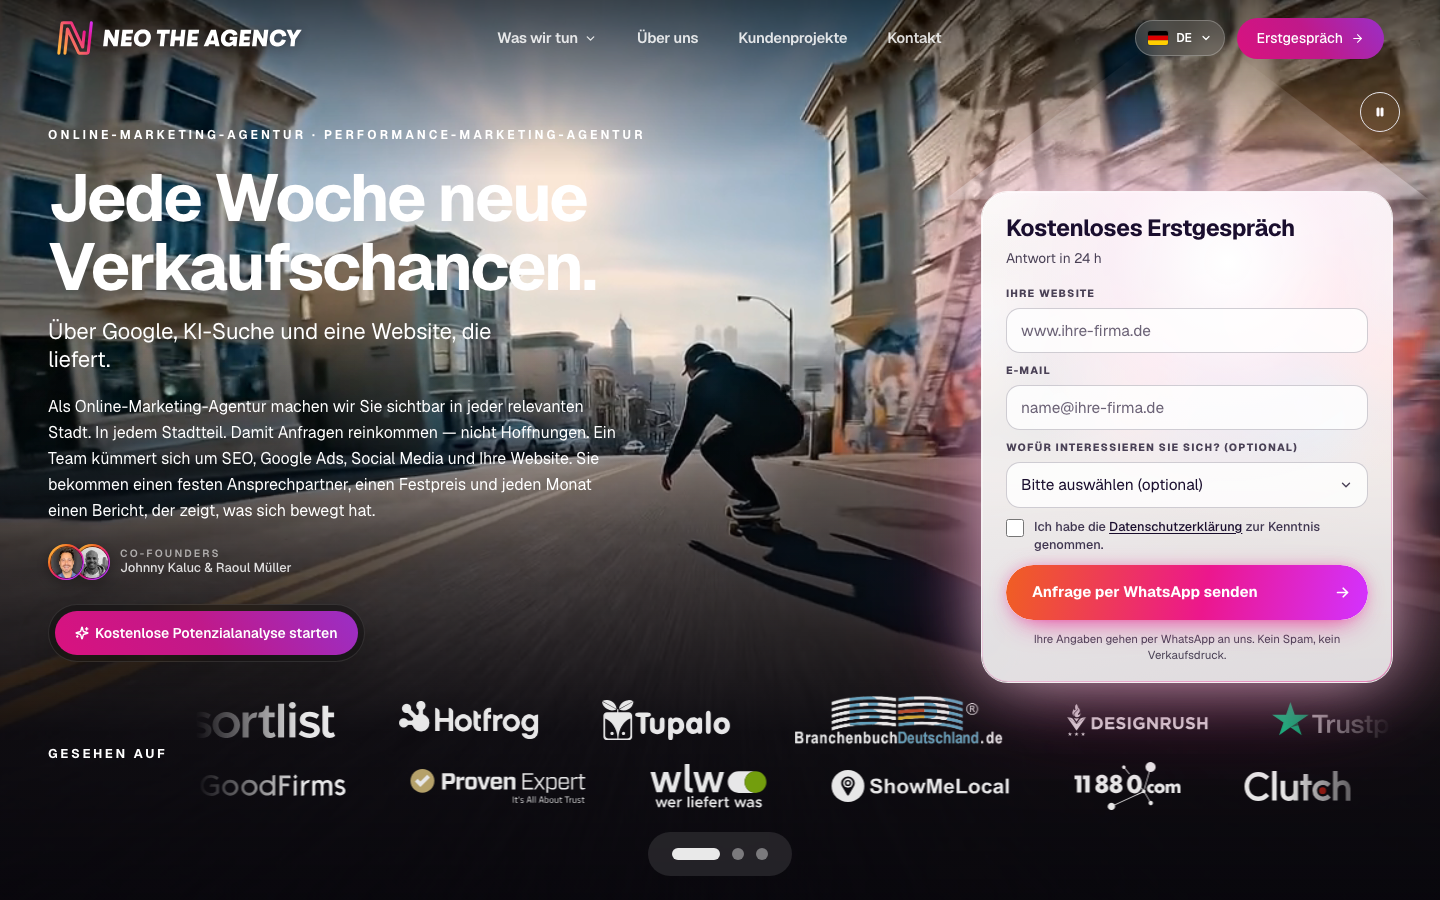 NEO THE AGENCY
Was wir tun
Über uns
Kundenprojekte
Kontakt
DE
Erstgespräch
ONLINE-MARKETING-AGENTUR · PERFORMANCE-MARKETING-AGENTUR
Jede Woche neue
Verkaufschancen.
Über Google, KI-Suche und eine Website, die
liefert.
Als Online-Marketing-Agentur machen wir Sie sichtbar in jeder relevanten
Stadt. In jedem Stadtteil. Damit Anfragen reinkommen — nicht Hoffnungen. Ein
Team kümmert sich um SEO, Google Ads, Social Media und Ihre Website. Sie
bekommen einen festen Ansprechpartner, einen Festpreis und jeden Monat
einen Bericht, der zeigt, was sich bewegt hat.
CO-FOUNDERS
Johnny Kaluc & Raoul Müller
Kostenlose Potenzialanalyse starten
Kostenloses Erstgespräch
Antwort in 24 h
IHRE WEBSITE
www.ihre-firma.de
E-MAIL
name@ihre-firma.de
WOFÜR INTERESSIEREN SIE SICH? (OPTIONAL)
Bitte auswählen (optional)
Ich habe die Datenschutzerklärung zur Kenntnis
genommen.
Anfrage per WhatsApp senden
Ihre Angaben gehen per WhatsApp an uns. Kein Spam, kein
Verkaufsdruck.
GESEHEN AUF
sortlist
Hotfrog
Tupalo
BranchenbuchDeutschland.de
DESIGNRUSH
Trustp
GoodFirms
Proven Expert
It's All About Trust
wlw
wer liefert was
ShowMeLocal
11880.com
Clutch